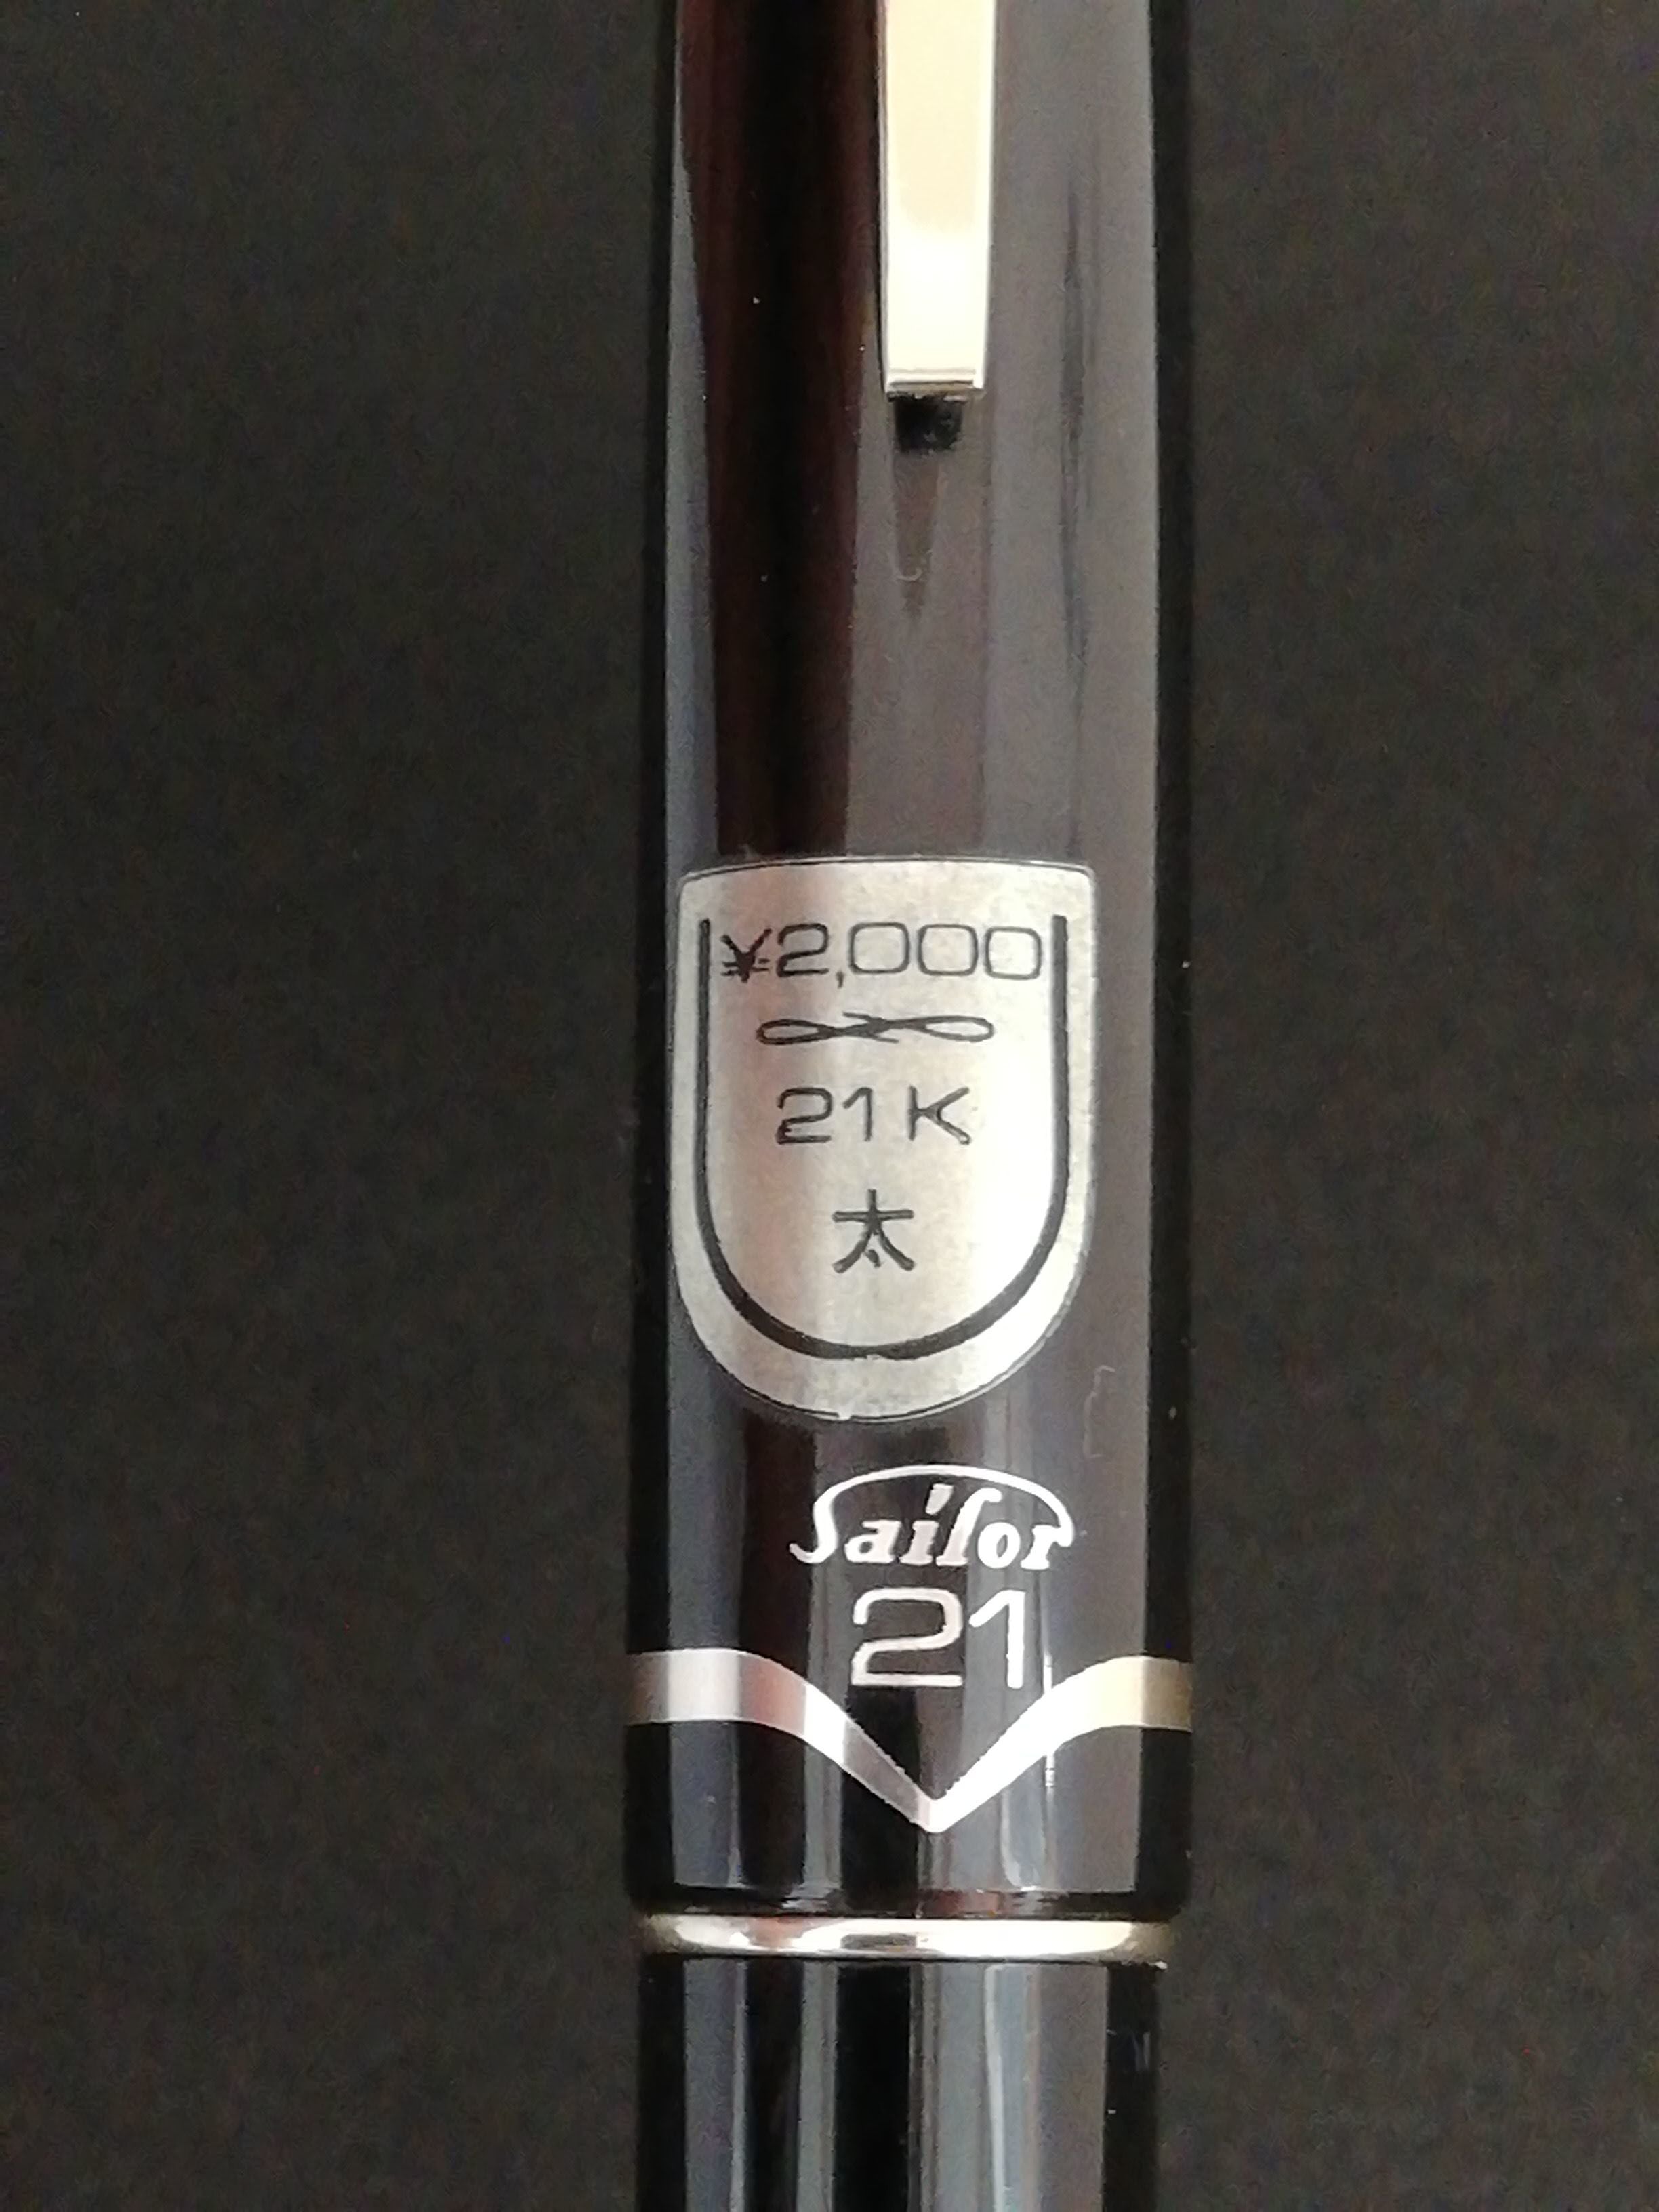 ¥2,000
21K
太
Sailor
21